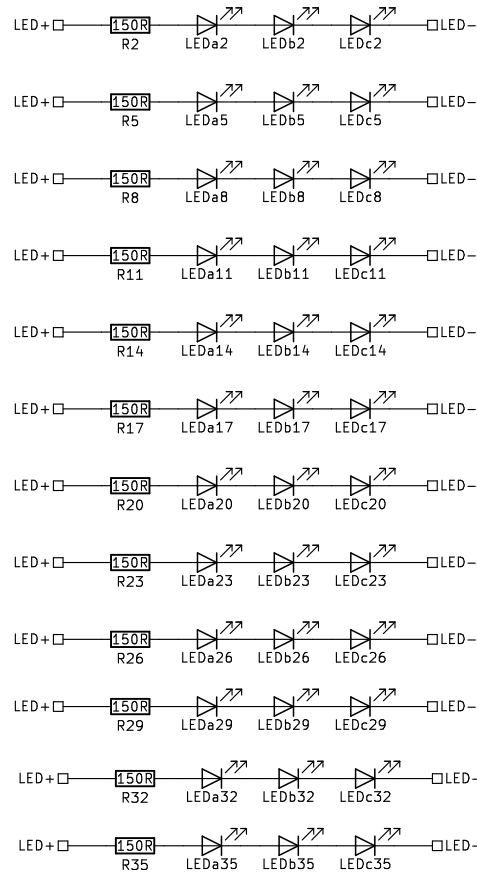 LED+ 150R LED-
R2 LEDa2 LEDb2 LEDc2
LED+ 150R LED-
R5 LEDa5 LEDb5 LEDc5
LED+ 150R LED-
R8 LEDa8 LEDb8 LEDc8
LED+ 150R LED-
R11 LEDa11 LEDb11 LEDc11
LED+ 150R LED-
R14 LEDa14 LEDb14 LEDc14
LED+ 150R LED-
R17 LEDa17 LEDb17 LEDc17
LED+ 150R LED-
R20 LEDa20 LEDb20 LEDc20
LED+ 150R LED-
R23 LEDa23 LEDb23 LEDc23
LED+ 150R LED-
R26 LEDa26 LEDb26 LEDc26
LED+ 150R LED-
R29 LEDa29 LEDb29 LEDc29
LED+ 150R LED-
R32 LEDa32 LEDb32 LEDc32
LED+ 150R LED-
R35 LEDa35 LEDb35 LEDc35